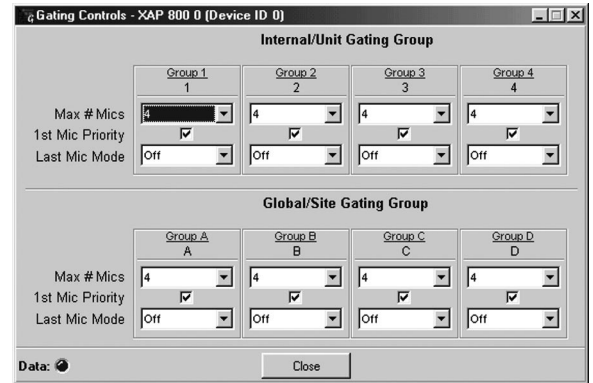 Gating Controls - XAP 800 0 (Device ID 0)
Internal/Unit Gating Group
Group 1 Group 2 Group 3 Group 4
1 2 3 4
Max # Mics 4 4 4 4
1st Mic Priority
Last Mic Mode Off Off Off Off
Global/Site Gating Group
Group A Group B Group C Group D
A B C D
Max # Mics 4 4 4 4
1st Mic Priority
Last Mic Mode Off Off Off Off
Data: Close